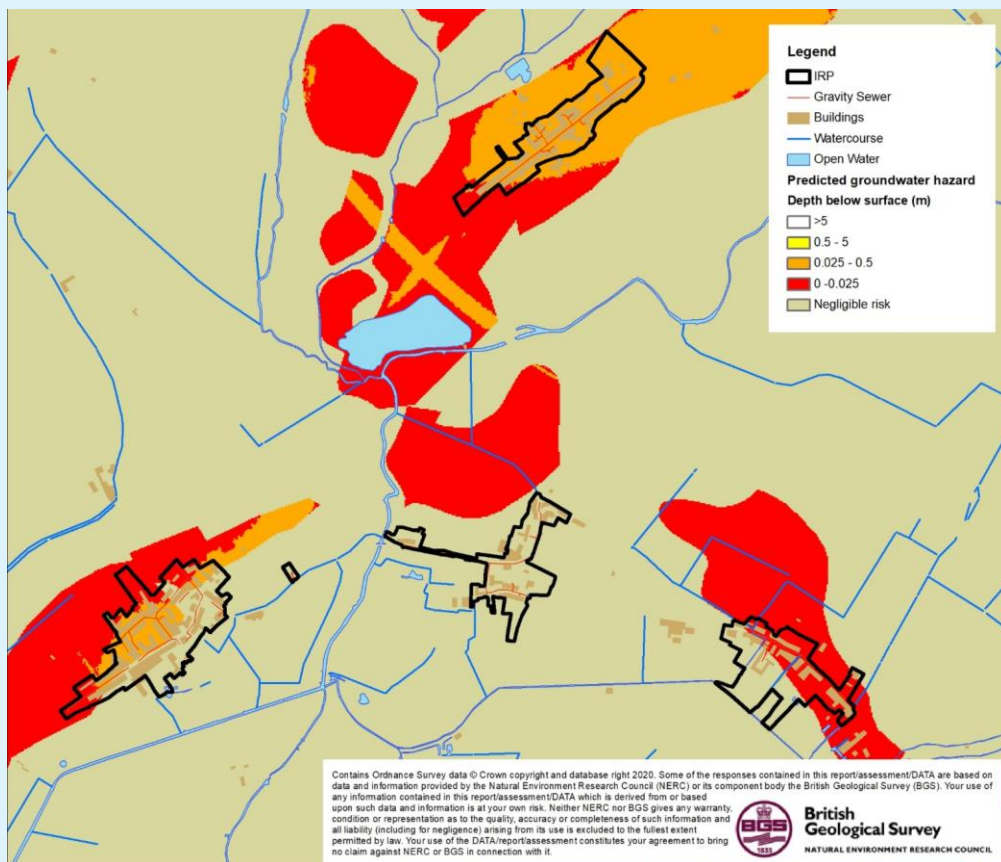 Legend
IRP
Gravity Sewer
Buildings
Watercourse
Open Water
Predicted groundwater hazard
Depth below surface (m)
>5
0.5 - 5
0.025 - 0.5
0 -0.025
Negligible risk
Contains Ordnance Survey data © Crown copyright and database right 2020. Some of the responses contained in this report/assessment/DATA are based on
data and information provided by the Natural Environment Research Council (NERC) or its component body the British Geological Survey (BGS). Your use of
any information contained in this report/assessment/DATA which is derived from or based
upon such data and information is at your own risk. Neither NERC nor BGS gives any warranty,
condition or representation as to the quality, accuracy or completeness of such information and
all liability (including for negligence) arising from its use is excluded to the fullest extent
permitted by law. Your use of the DATA/report/assessment constitutes your agreement to bring
no claim against NERC or BGS in connection with it.
BGS
1835
British
Geological Survey
NATURAL ENVIRONMENT RESEARCH COUNCIL